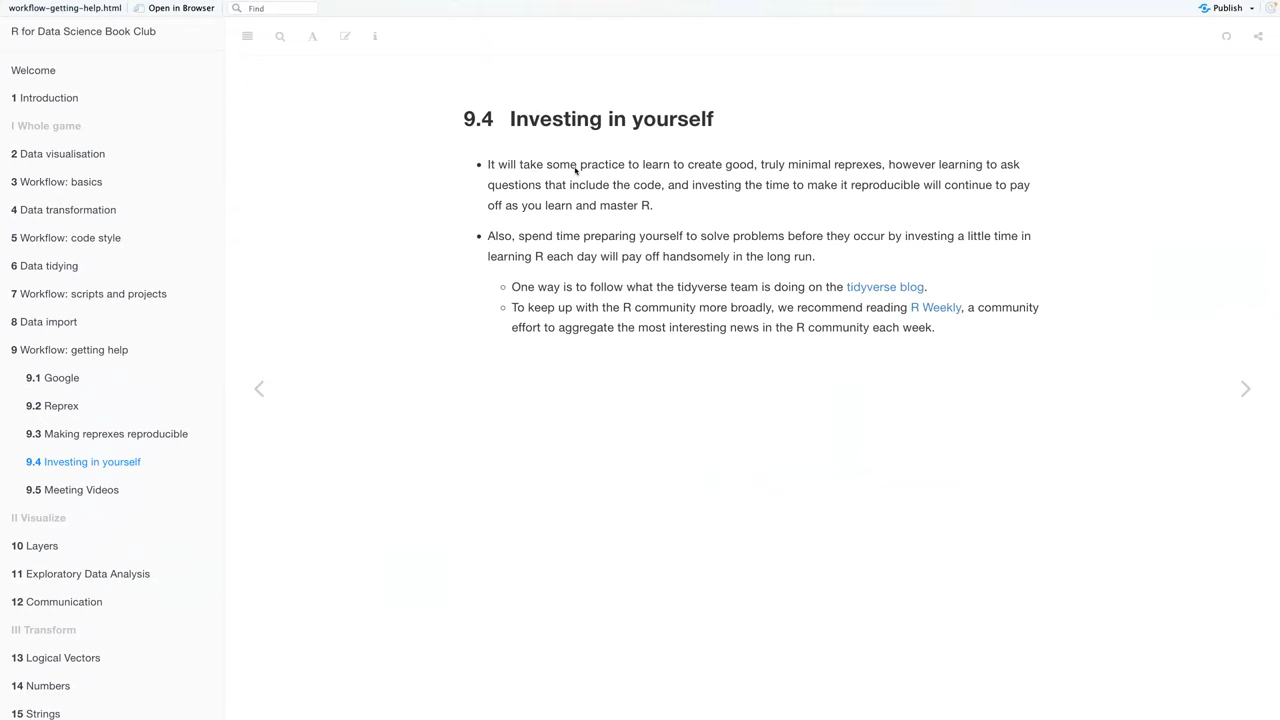 workflow-getting-help.html
Open in Browser
Find
Publish
R for Data Science Book Club
Welcome
1 Introduction
I Whole game
2 Data visualisation
3 Workflow: basics
4 Data transformation
5 Workflow: code style
6 Data tidying
7 Workflow: scripts and projects
8 Data import
9 Workflow: getting help
9.1 Google
9.2 Reprex
9.3 Making reprexes reproducible
9.4 Investing in yourself
9.5 Meeting Videos
II Visualize
10 Layers
11 Exploratory Data Analysis
12 Communication
III Transform
13 Logical Vectors
14 Numbers
15 Strings
9.4 Investing in yourself
• It will take some practice to learn to create good, truly minimal reprexes, however learning to ask
questions that include the code, and investing the time to make it reproducible will continue to pay
off as you learn and master R.
• Also, spend time preparing yourself to solve problems before they occur by investing a little time in
learning R each day will pay off handsomely in the long run.
◦ One way is to follow what the tidyverse team is doing on the tidyverse blog.
◦ To keep up with the R community more broadly, we recommend reading R Weekly, a community
effort to aggregate the most interesting news in the R community each week.